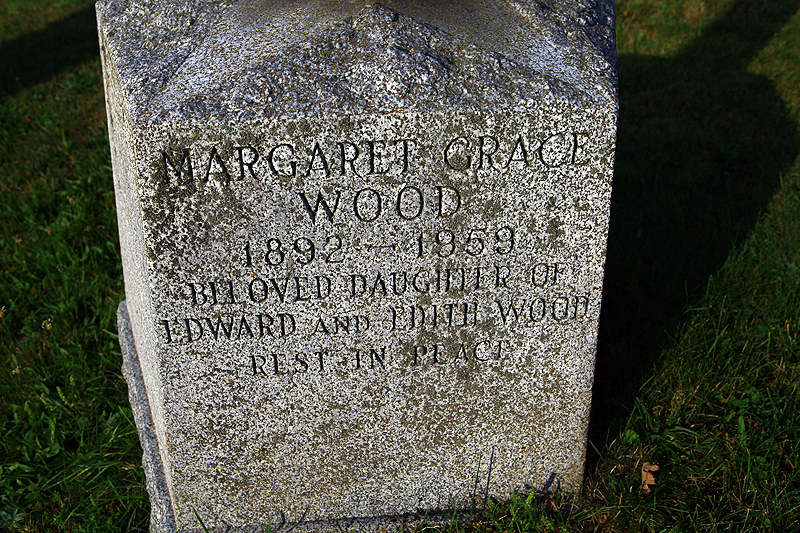 MARGARET GRACE
WOOD
1892 – 1959
BELOVED DAUGHTER OF
EDWARD AND EDITH WOOD
REST IN PEACE